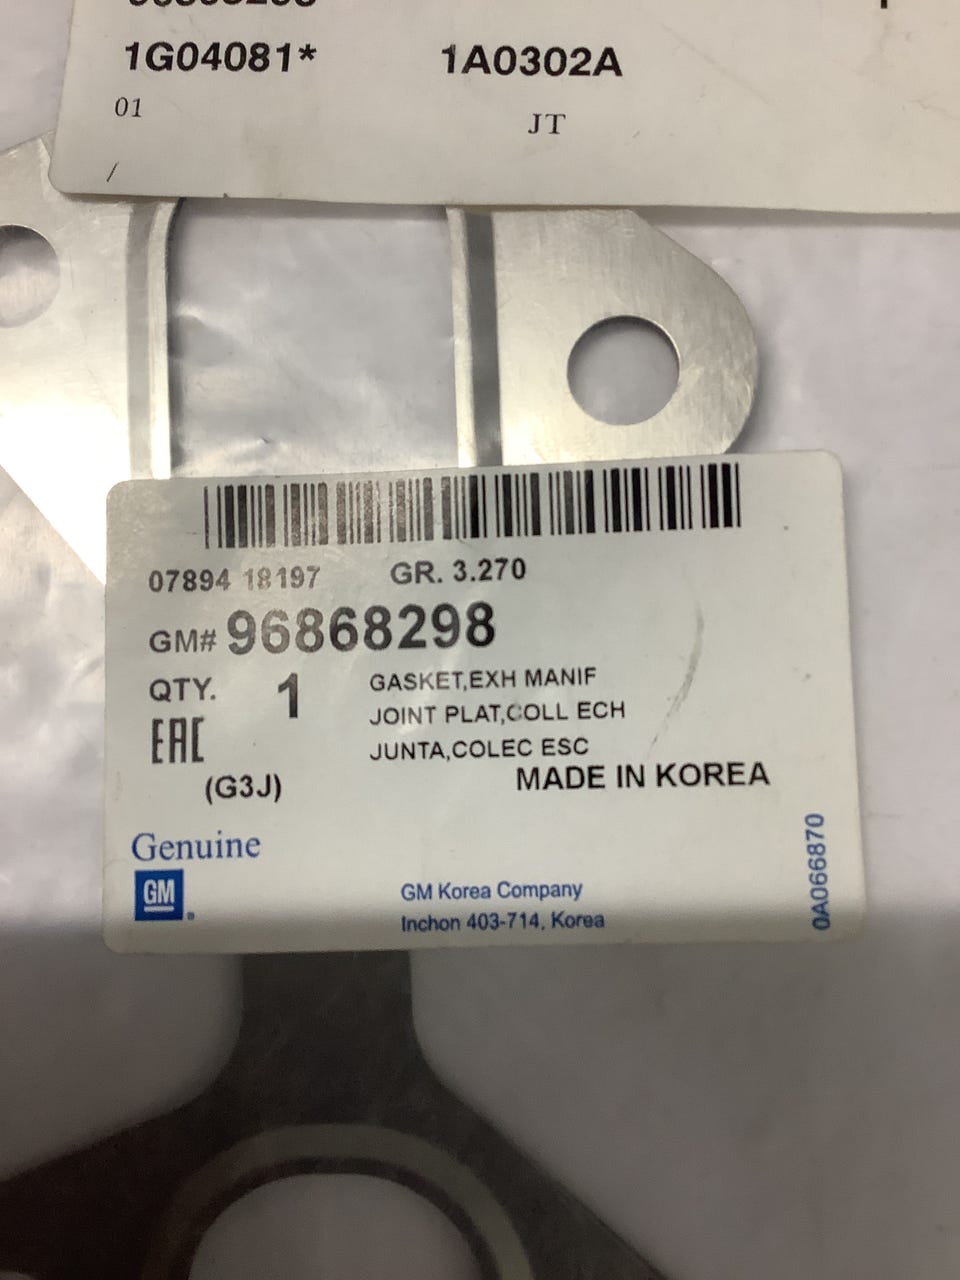 1G04081* 1A0302A
01 JT
/
07894 18197 GR. 3.270
GM# 96868298
QTY. 1 GASKET,EXH MANIF
JOINT PLAT,COLL ECH
EAC JUNTA,COLEC ESC
(G3J) MADE IN KOREA
Genuine
GM
GM Korea Company
Inchon 403-714, Korea
0A066870